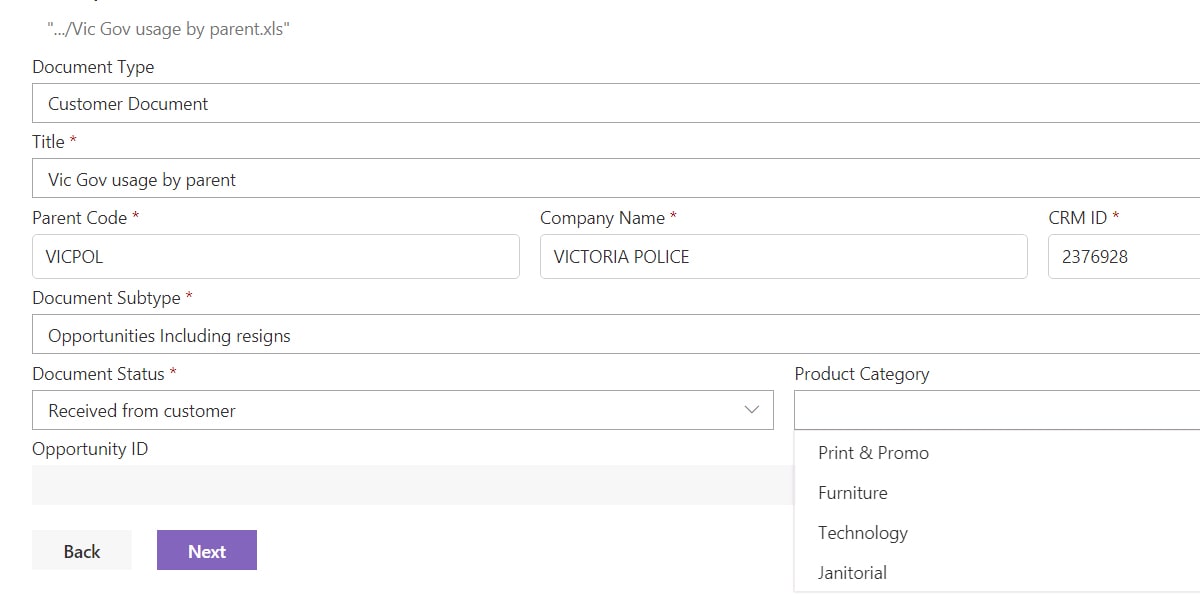 ".../Vic Gov usage by parent.xls"
Document Type
Customer Document
Title *
Vic Gov usage by parent
Parent Code * Company Name * CRM ID *
VICPOL VICTORIA POLICE 2376928
Document Subtype *
Opportunities Including resigns
Document Status * Product Category
Received from customer
Opportunity ID
Print & Promo
Furniture
Technology
Janitorial
Back Next